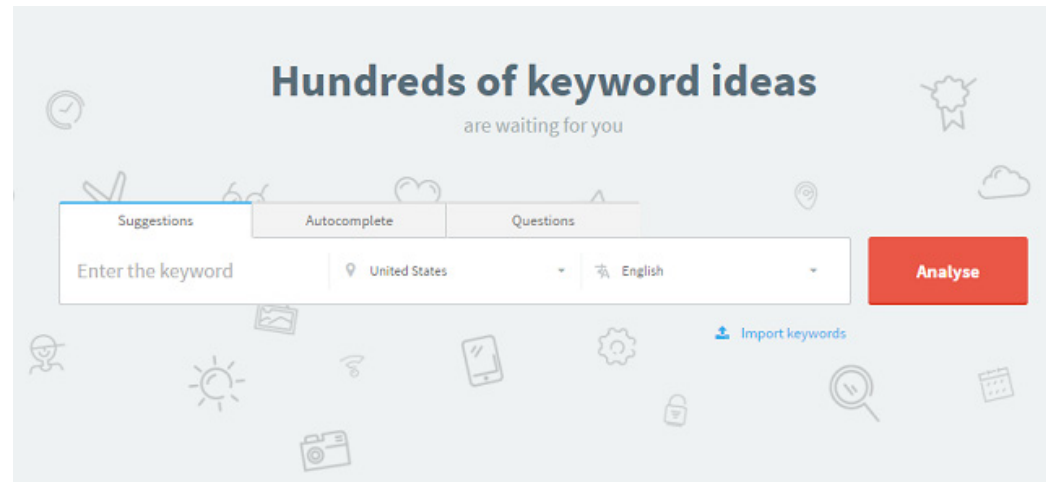 Hundreds of keyword ideas
are waiting for you
Suggestions
Autocomplete
Questions
Enter the keyword
United States
English
Analyse
Import keywords